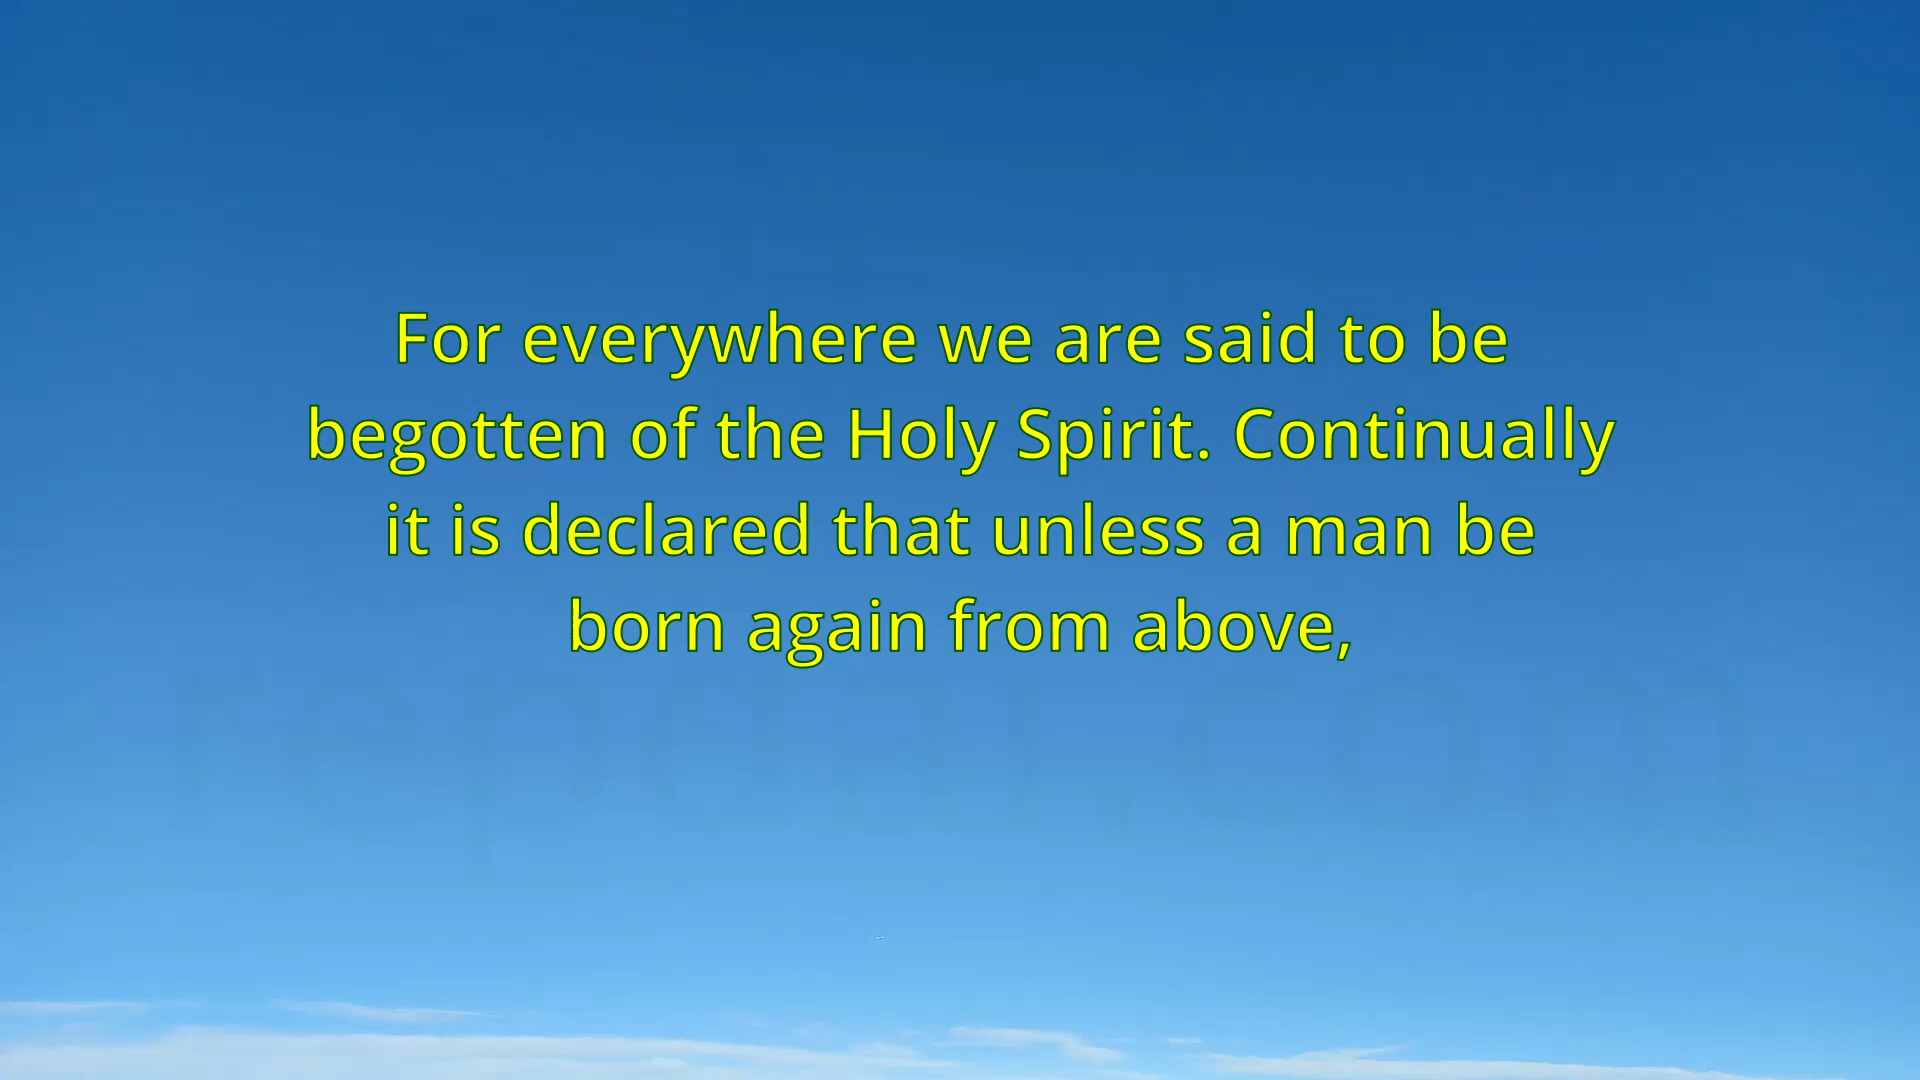 For everywhere we are said to be
begotten of the Holy Spirit. Continually
it is declared that unless a man be
born again from above,